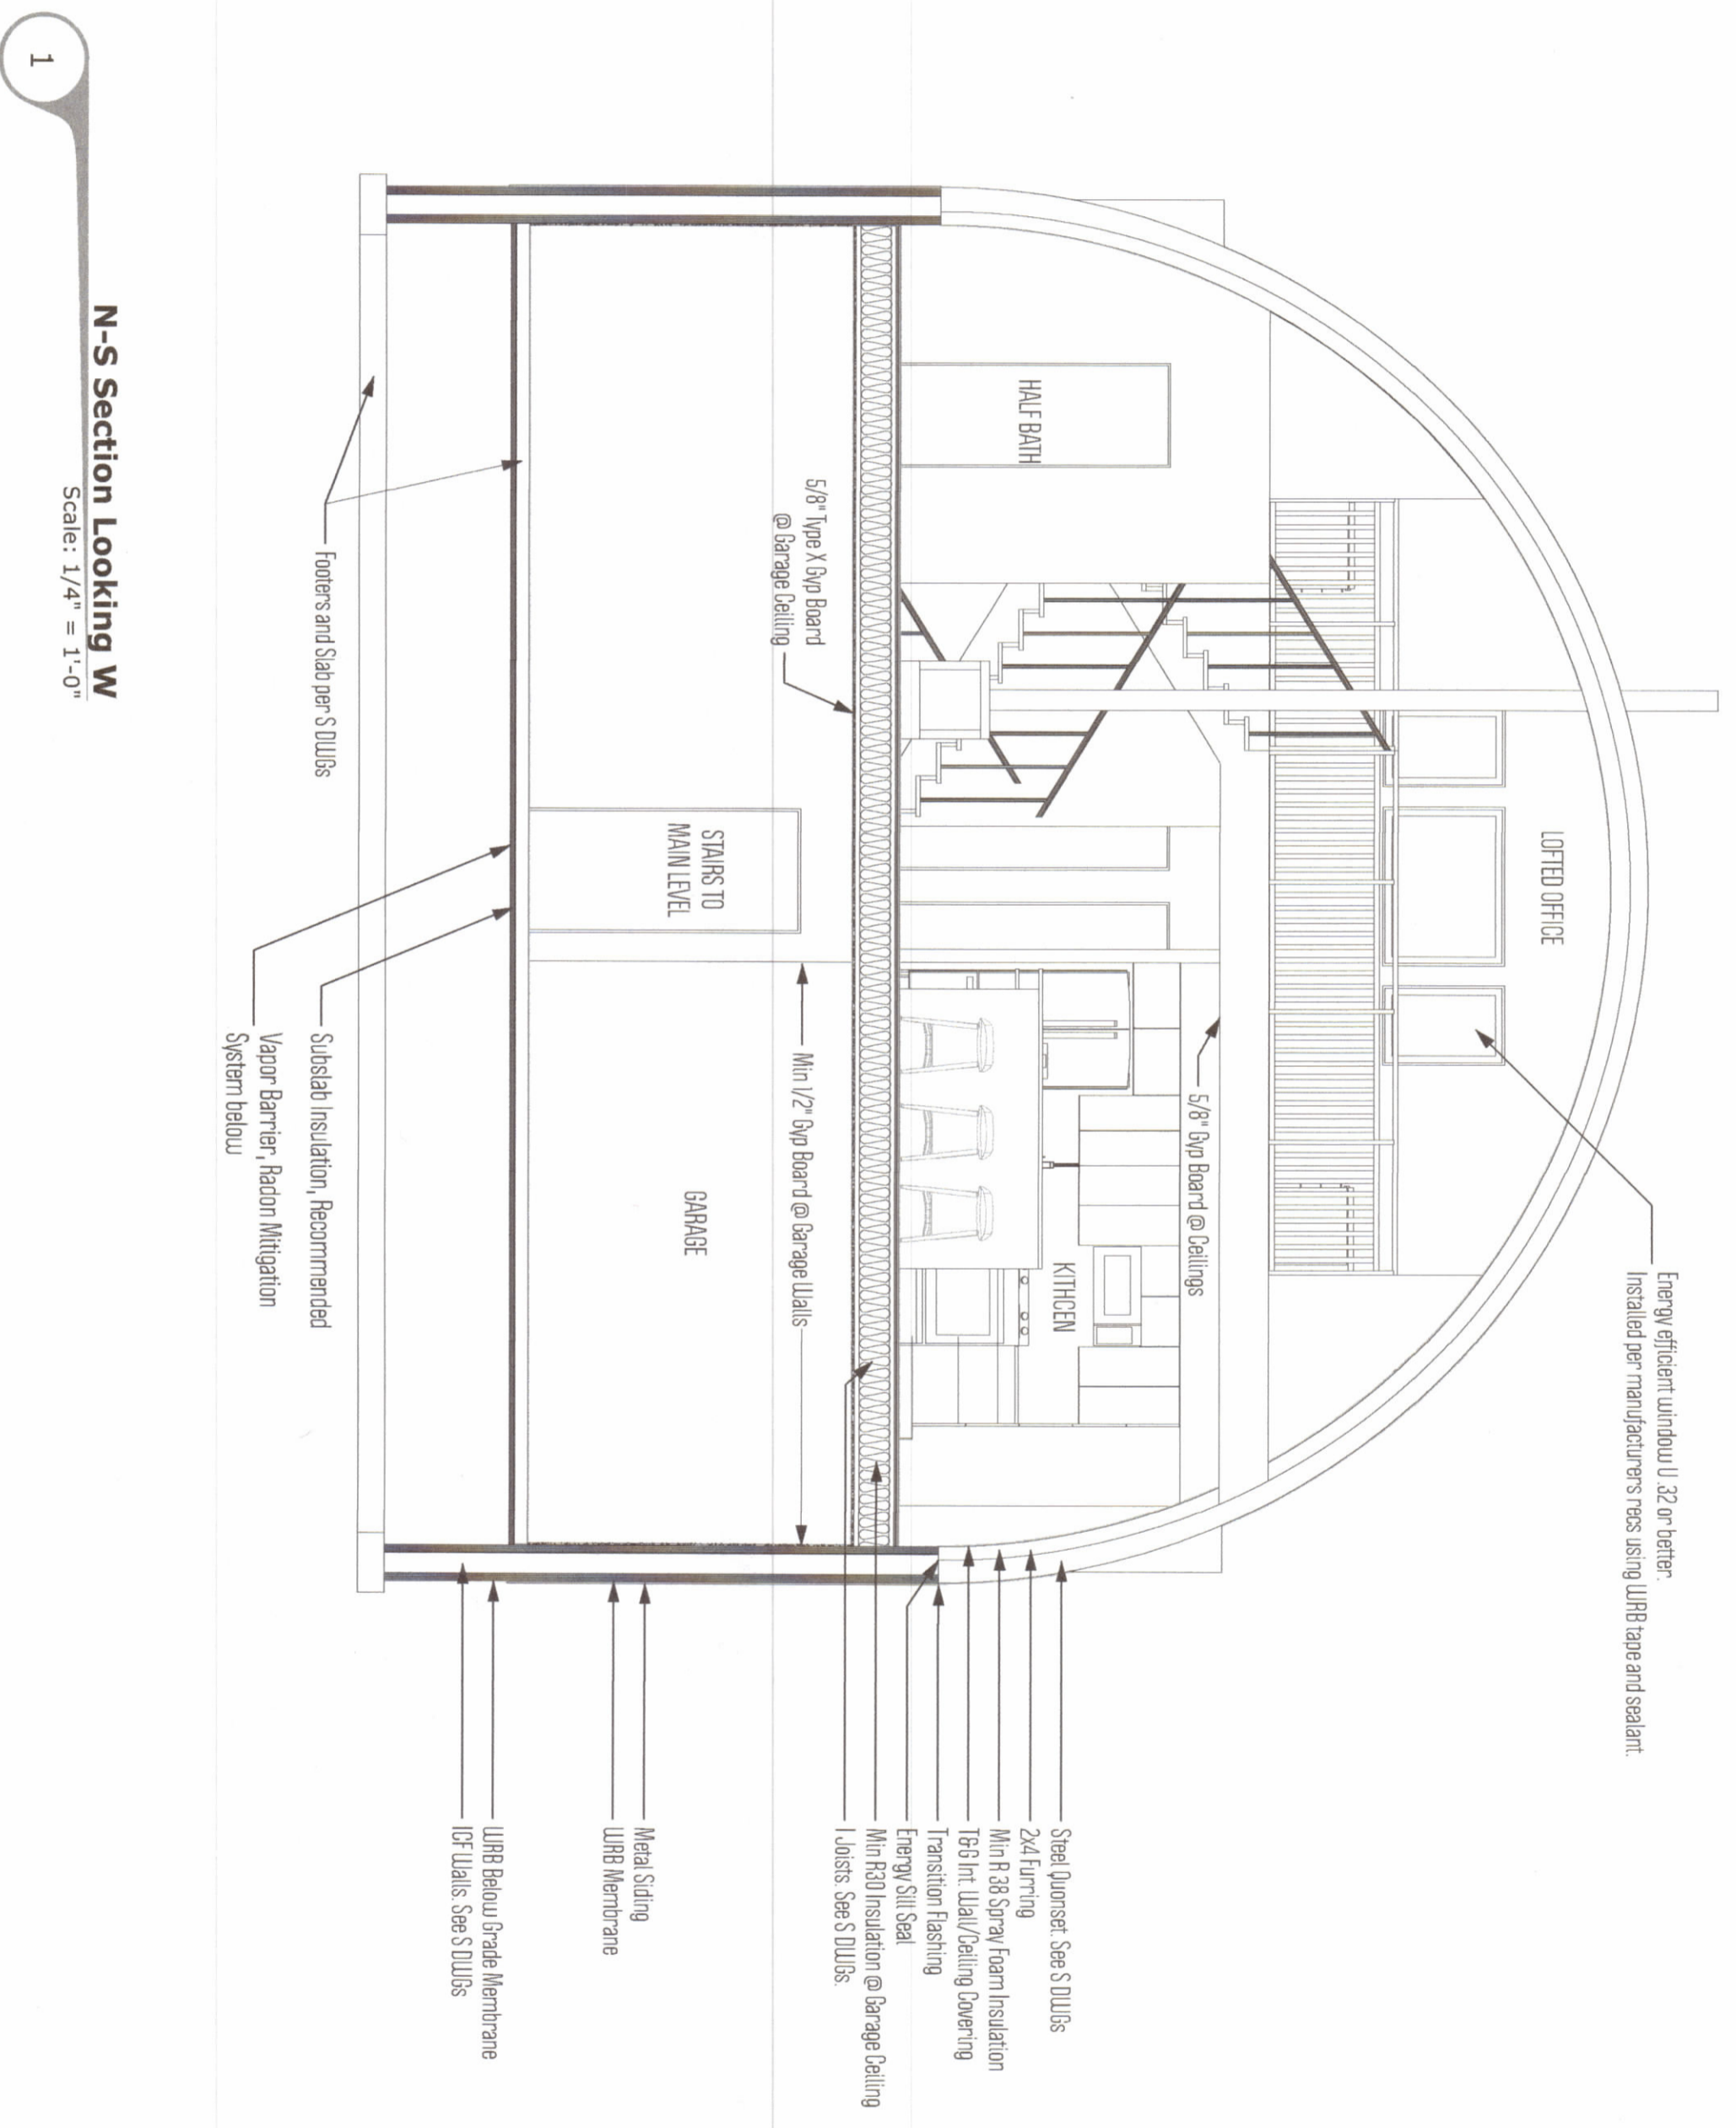 Energy efficient window U .32 or better.
Installed per manufacturers recs using WRB tape and sealant.
LOFTED OFFICE
5/8" Gyp Board @ Ceilings
HALF BATH
KITHCEN
Steel Quonset. See S DWGs
2x4 Furring
Min R 38 Spray Foam Insulation
T&G Int. Wall/Ceiling Covering
Transition Flashing
Energy Sill Seal
Min R30 Insulation @ Garage Ceiling
I Joists. See S DWGs.
5/8" Type X Gyp Board
@ Garage Ceiling
Min 1/2" Gyp Board @ Garage Walls
STAIRS TO
MAIN LEVEL
GARAGE
Metal Siding
WRB Membrane
WRB Below Grade Membrane
ICF Walls. See S DWGs
Footers and Slab per S DWGs
Substab Insulation, Recommended
Vapor Barrier, Radon Mitigation
System below
1
N-S Section Looking W
Scale: 1/4" = 1'-0"